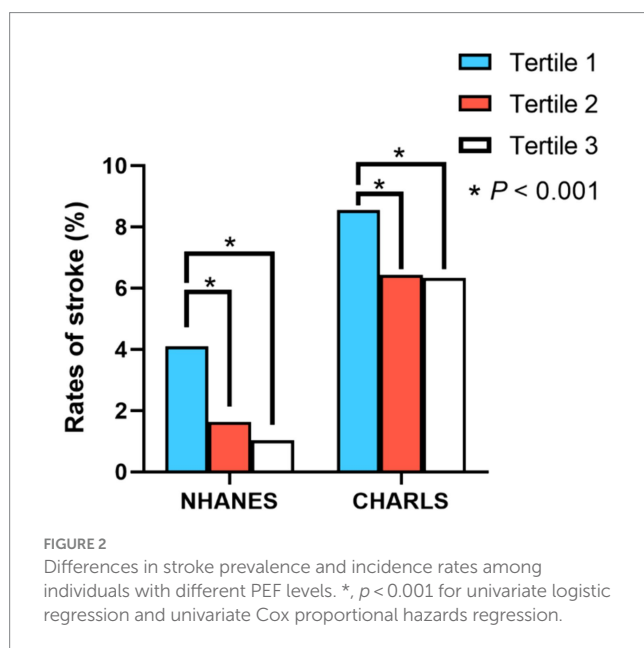 Tertile 1
Tertile 2
Tertile 3
* P < 0.001
Rates of stroke (%)
10
8
6
4
2
0
*
*
*
*
NHANES
CHARLS
FIGURE 2
Differences in stroke prevalence and incidence rates among
individuals with different PEF levels. *, p < 0.001 for univariate logistic
regression and univariate Cox proportional hazards regression.